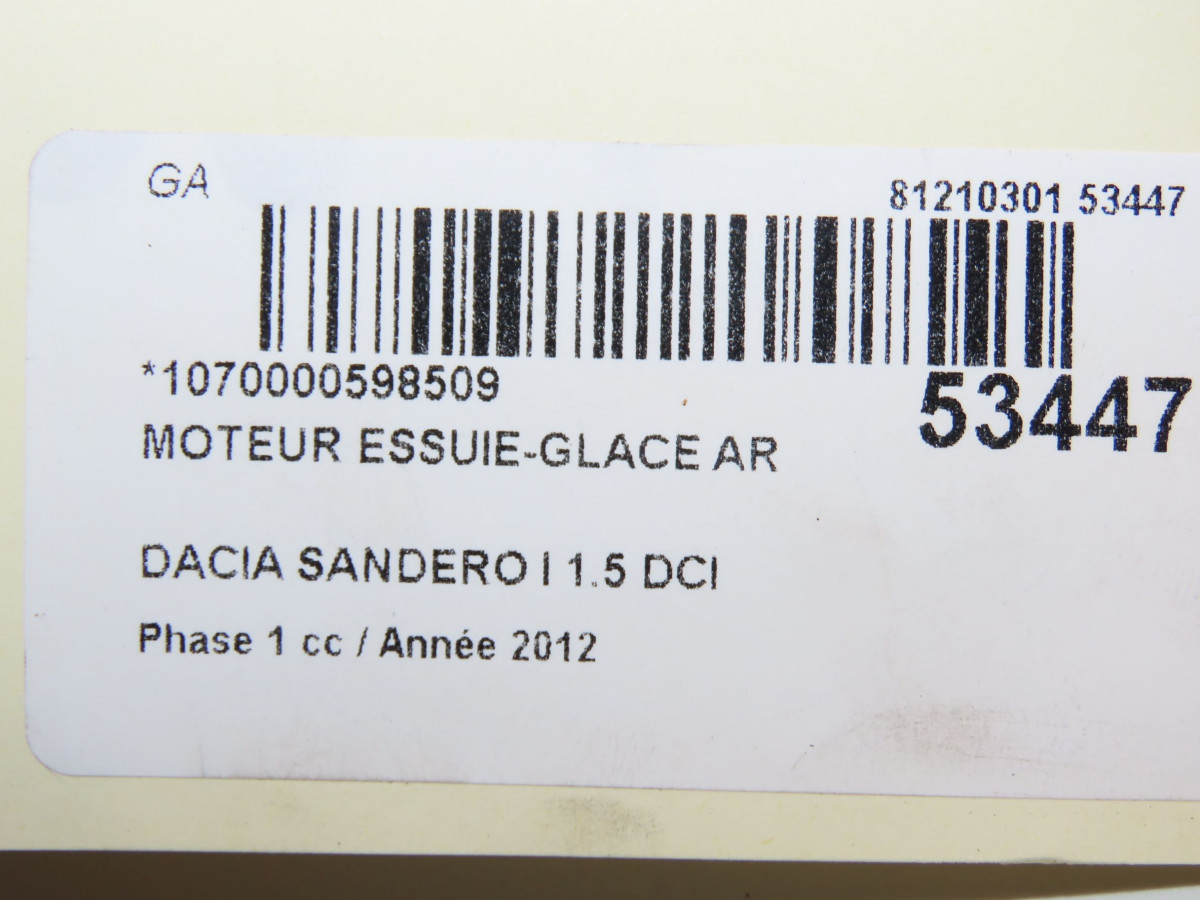 GA
81210301 53447
*1070000598509
53447
MOTEUR ESSUIE-GLACE AR
DACIA SANDERO I 1.5 DCI
Phase 1 cc / Année 2012